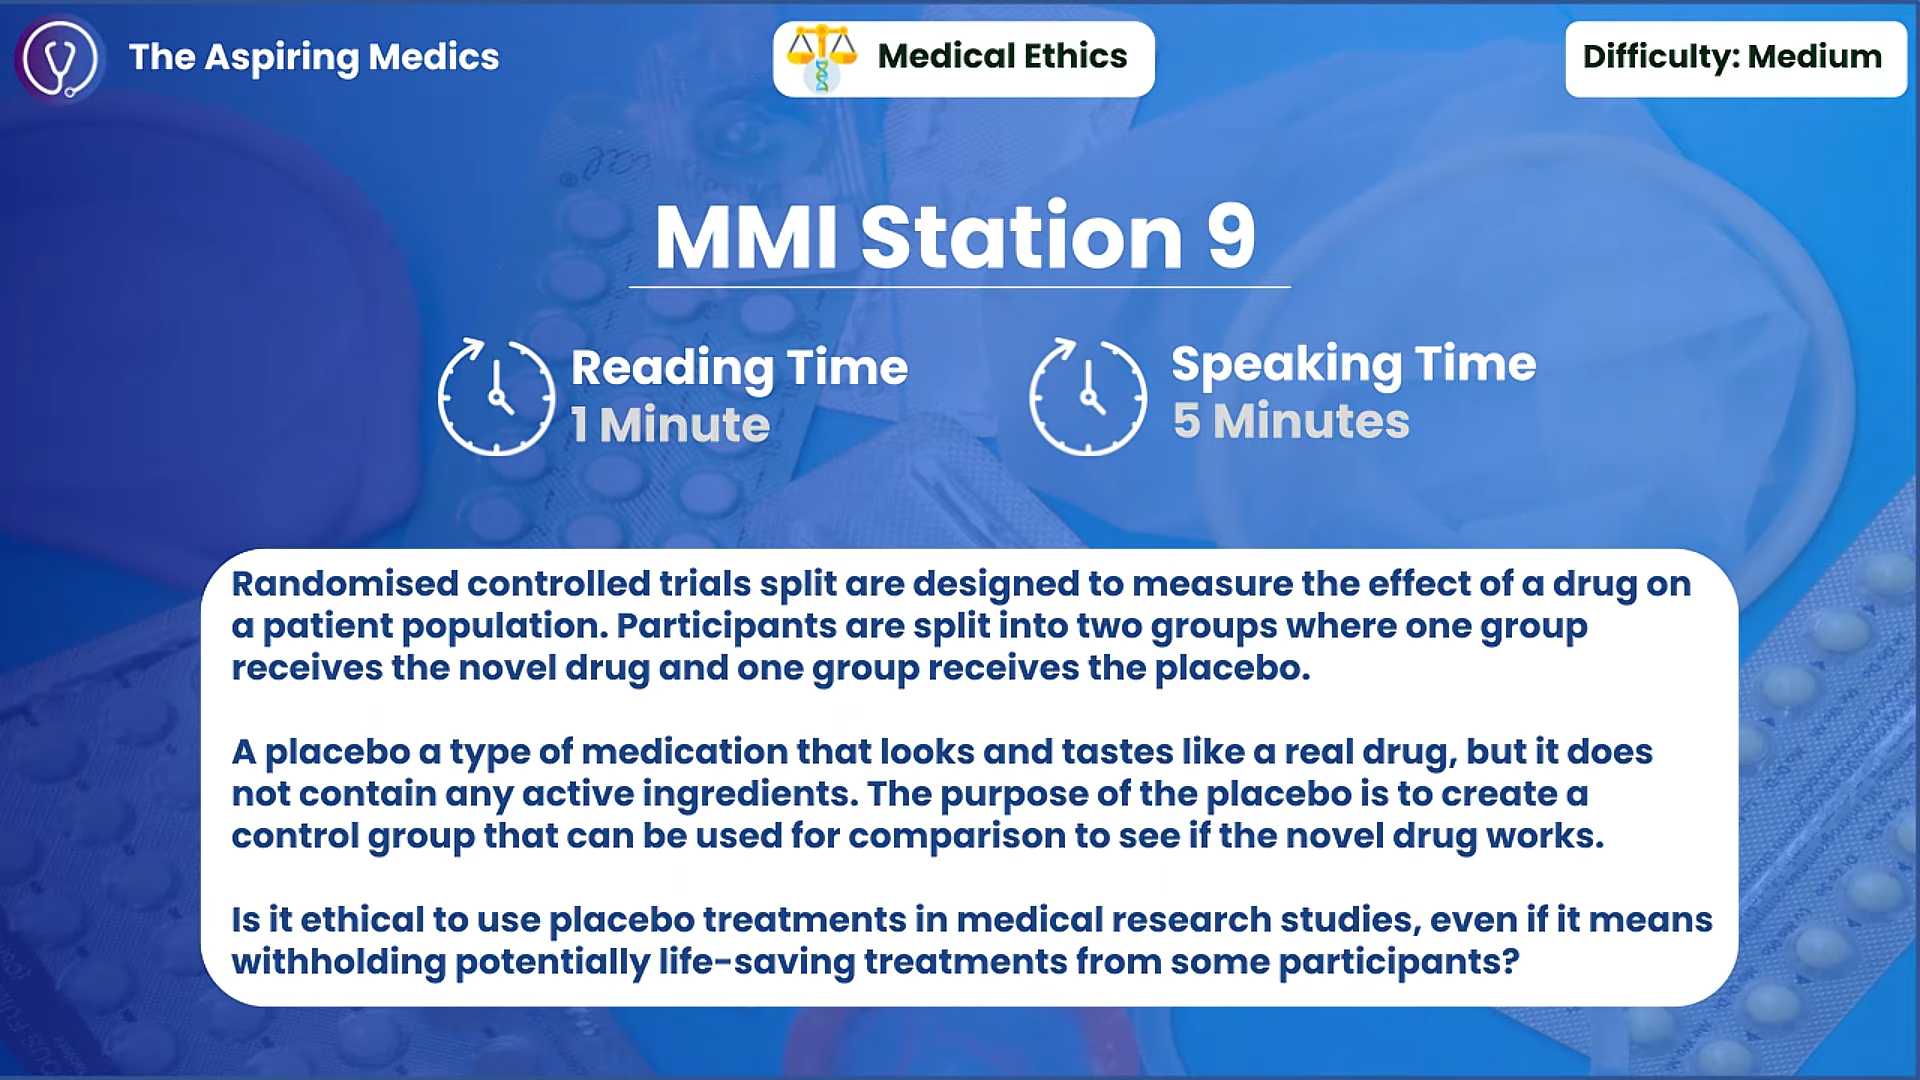 The Aspiring Medics
Medical Ethics
Difficulty: Medium
MMI Station 9
Reading Time
1 Minute
Speaking Time
5 Minutes
Randomised controlled trials split are designed to measure the effect of a drug on
a patient population. Participants are split into two groups where one group
receives the novel drug and one group receives the placebo.
A placebo a type of medication that looks and tastes like a real drug, but it does
not contain any active ingredients. The purpose of the placebo is to create a
control group that can be used for comparison to see if the novel drug works.
Is it ethical to use placebo treatments in medical research studies, even if it means
withholding potentially life-saving treatments from some participants?